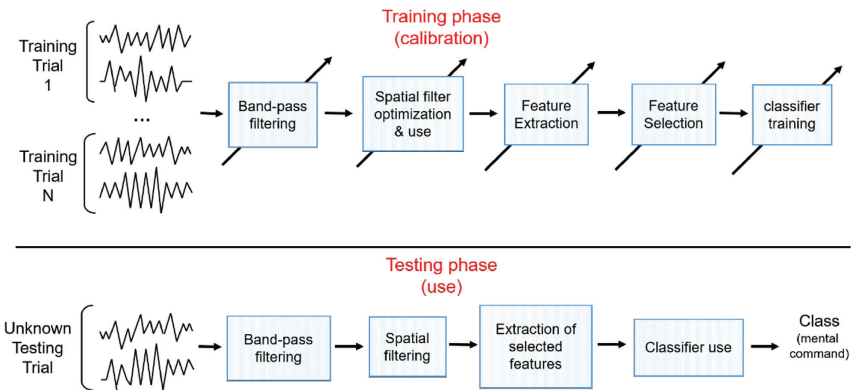 Training phase
(calibration)
Training
Trial
1
...
Training
Trial
N
Band-pass
filtering
Spatial filter
optimization
& use
Feature
Extraction
Feature
Selection
classifier
training
Testing phase
(use)
Unknown
Testing
Trial
Band-pass
filtering
Spatial
filtering
Extraction of
selected
features
Classifier use
Class
(mental
command)